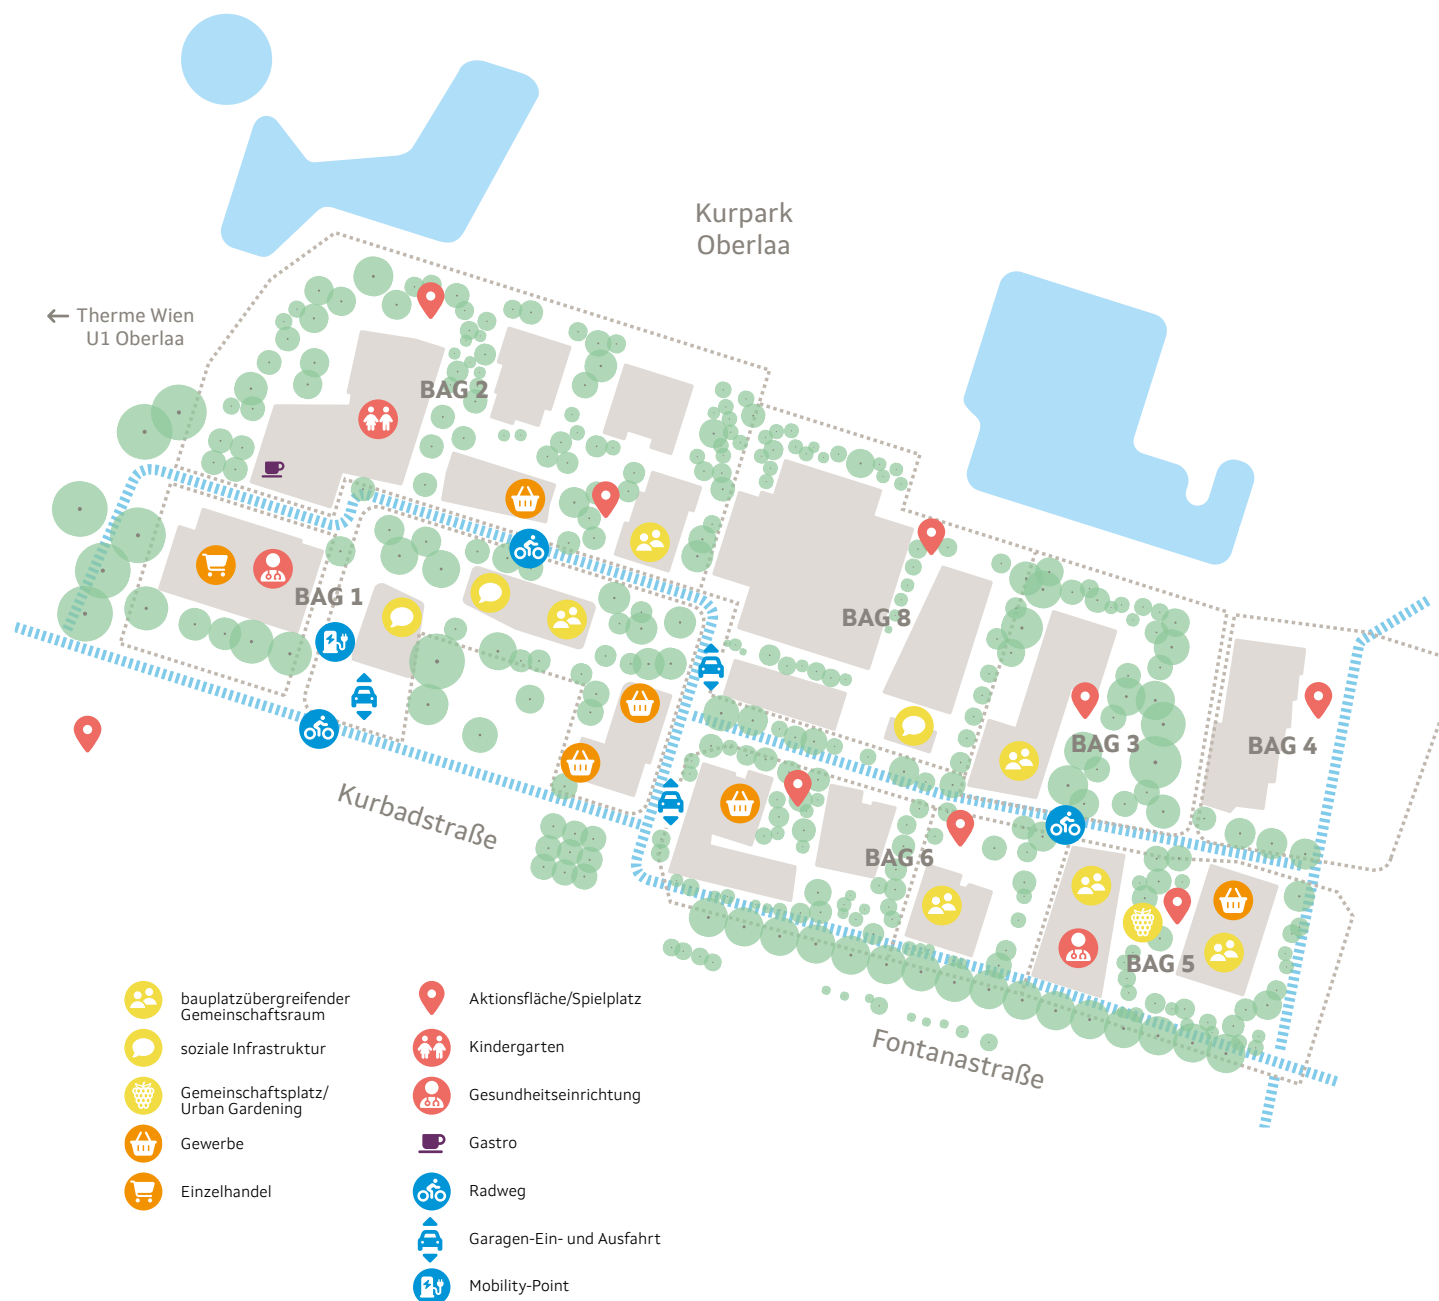 Kurpark
Oberlaa
← Therme Wien
U1 Oberlaa
BAG 2
BAG 1
BAG 8
BAG 3
BAG 4
BAG 6
BAG 5
Kurbadstraße
Fontanastraße
bauplatzübergreifender
Gemeinschaftsraum
soziale Infrastruktur
Gemeinschaftsplatz/
Urban Gardening
Gewerbe
Einzelhandel
Aktionsfläche/Spielplatz
Kindergarten
Gesundheitseinrichtung
Gastro
Radweg
Garagen-Ein- und Ausfahrt
Mobility-Point